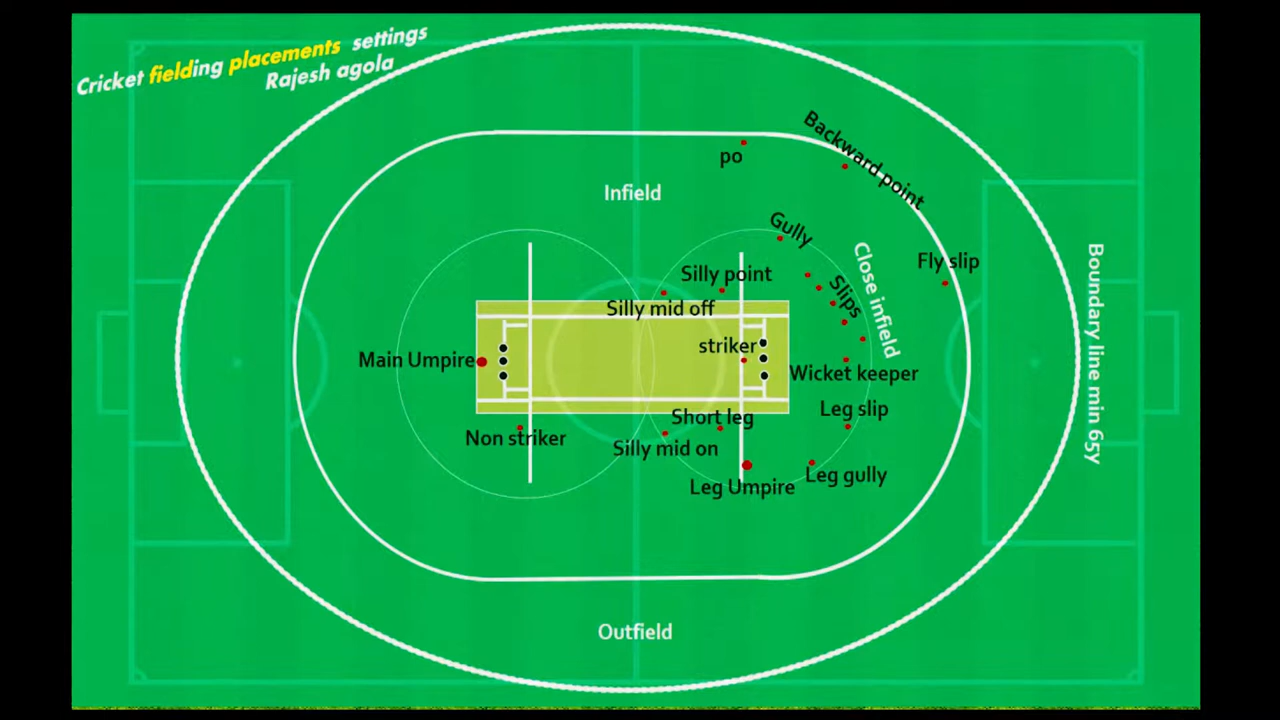 Cricket fielding placements settings
Rajesh agola
Backward point
po
Infield
Gully
Close infield
Fly slip
Boundary line min 65y
Silly point
Slips
Silly mid off
striker
Main Umpire
Wicket keeper
Leg slip
Short leg
Non striker
Silly mid on
Leg gully
Leg Umpire
Outfield